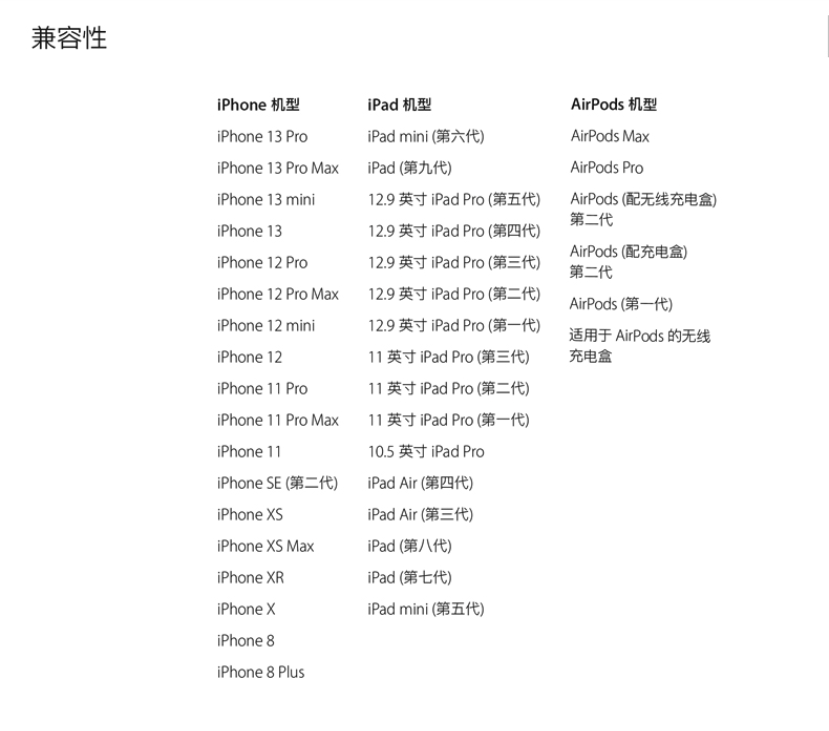 兼容性
iPhone 机型
iPhone 13 Pro
iPhone 13 Pro Max
iPhone 13 mini
iPhone 13
iPhone 12 Pro
iPhone 12 Pro Max
iPhone 12 mini
iPhone 12
iPhone 11 Pro
iPhone 11 Pro Max
iPhone 11
iPhone SE (第二代)
iPhone XS
iPhone XS Max
iPhone XR
iPhone X
iPhone 8
iPhone 8 Plus
iPad 机型
iPad mini (第六代)
iPad (第九代)
12.9 英寸 iPad Pro (第五代)
12.9 英寸 iPad Pro (第四代)
12.9 英寸 iPad Pro (第三代)
12.9 英寸 iPad Pro (第二代)
12.9 英寸 iPad Pro (第一代)
11 英寸 iPad Pro (第三代)
11 英寸 iPad Pro (第二代)
11 英寸 iPad Pro (第一代)
10.5 英寸 iPad Pro
iPad Air (第四代)
iPad Air (第三代)
iPad (第八代)
iPad (第七代)
iPad mini (第五代)
AirPods 机型
AirPods Max
AirPods Pro
AirPods (配无线充电盒)
第二代
AirPods (配充电盒)
第二代
AirPods (第一代)
适用于 AirPods 的无线
充电盒